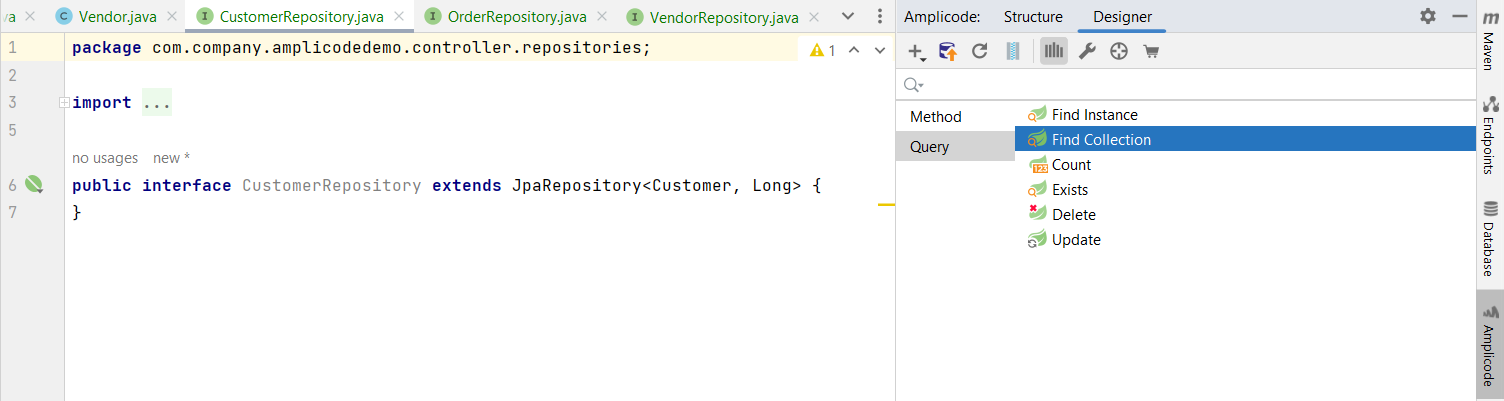 va Vendor.java CustomerRepository.java OrderRepository.java VendorRepository.java
1 package com.company.amplicodedemo.controller.repositories; 1
2
3 import ...
5
no usages new *
6 public interface CustomerRepository extends JpaRepository<Customer, Long> {
7 }
Amplicode: Structure Designer
Method
Query
Find Instance
Find Collection
123 Count
Exists
Delete
Update
m Maven
Endpoints
Database
Amplicode